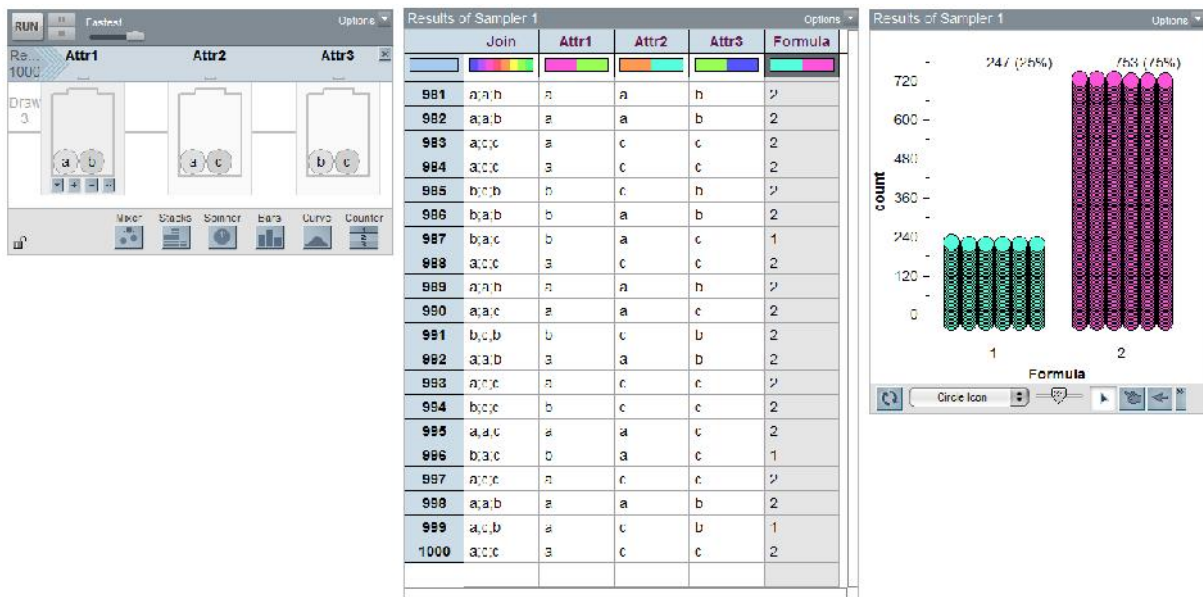 RUN
Fastest
Options
Re...
1000
Attr1
Attr2
Attr3
Draw
3
a b
a c
b c
Mixer Stacks Spinner Bars Curve Counter
Results of Sampler 1 Options
Join Attr1 Attr2 Attr3 Formula
981 a;a;b a a b 2
982 a;a;b a a b 2
983 a;c;c a c c 2
984 a;c;c a c c 2
985 b;c;b b c b 2
986 b;a;b b a b 2
987 b;a;c b a c 1
988 a;c;c a c c 2
989 a;a;b a a b 2
990 a;a;c a a c 2
991 b;c;b b c b 2
992 a;a;b a a b 2
993 a;c;c a c c 2
994 b;c;c b c c 2
995 a;a;c a a c 2
996 b;a;c b a c 1
997 a;c;c a c c 2
998 a;a;b a a b 2
999 a;c;b a c b 1
1000 a;c;c a c c 2
Results of Sampler 1 Options
247 (25%) 753 (75%)
720
600
480
360
240
120
0
count
1 2
Formula
Circle Icon